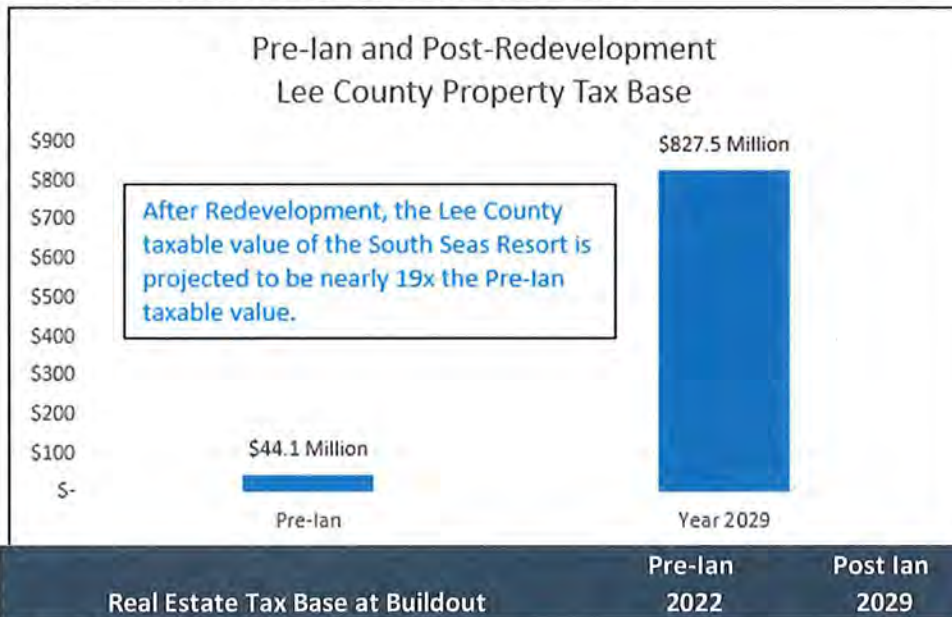 Pre-Ian and Post-Redevelopment
Lee County Property Tax Base
$900
$800
$700
$600
$500
$400
$300
$200
$100
$-
$827.5 Million
After Redevelopment, the Lee County
taxable value of the South Seas Resort is
projected to be nearly 19x the Pre-Ian
taxable value.
$44.1 Million
Pre-Ian
Year 2029
Pre-Ian Post Ian
Real Estate Tax Base at Buildout 2022 2029